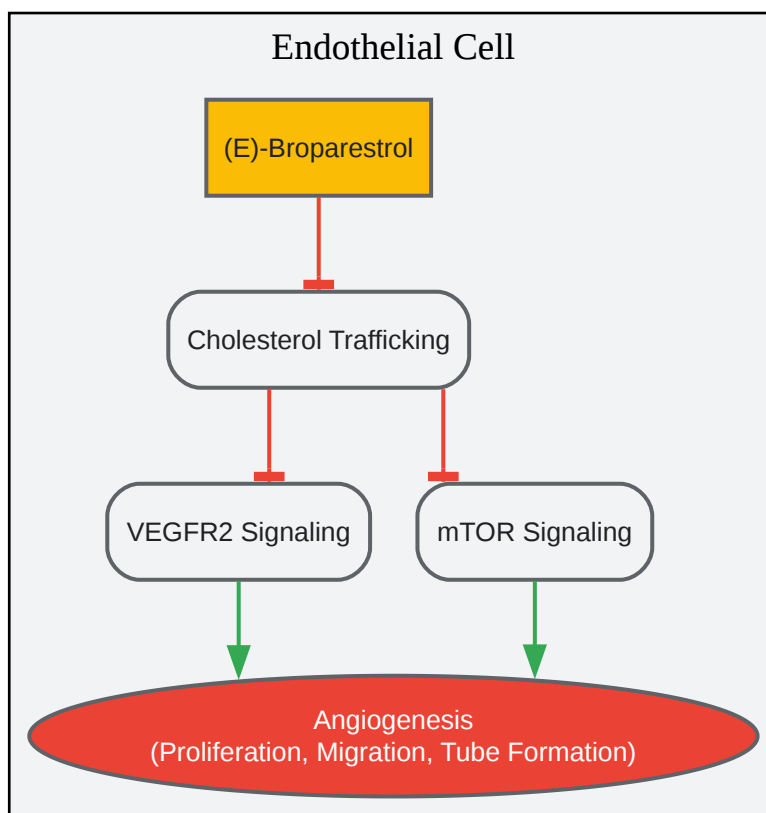 Endothelial Cell
(E)-Broparestrol
Cholesterol Trafficking
VEGFR2 Signaling
mTOR Signaling
Angiogenesis
(Proliferation, Migration, Tube Formation)